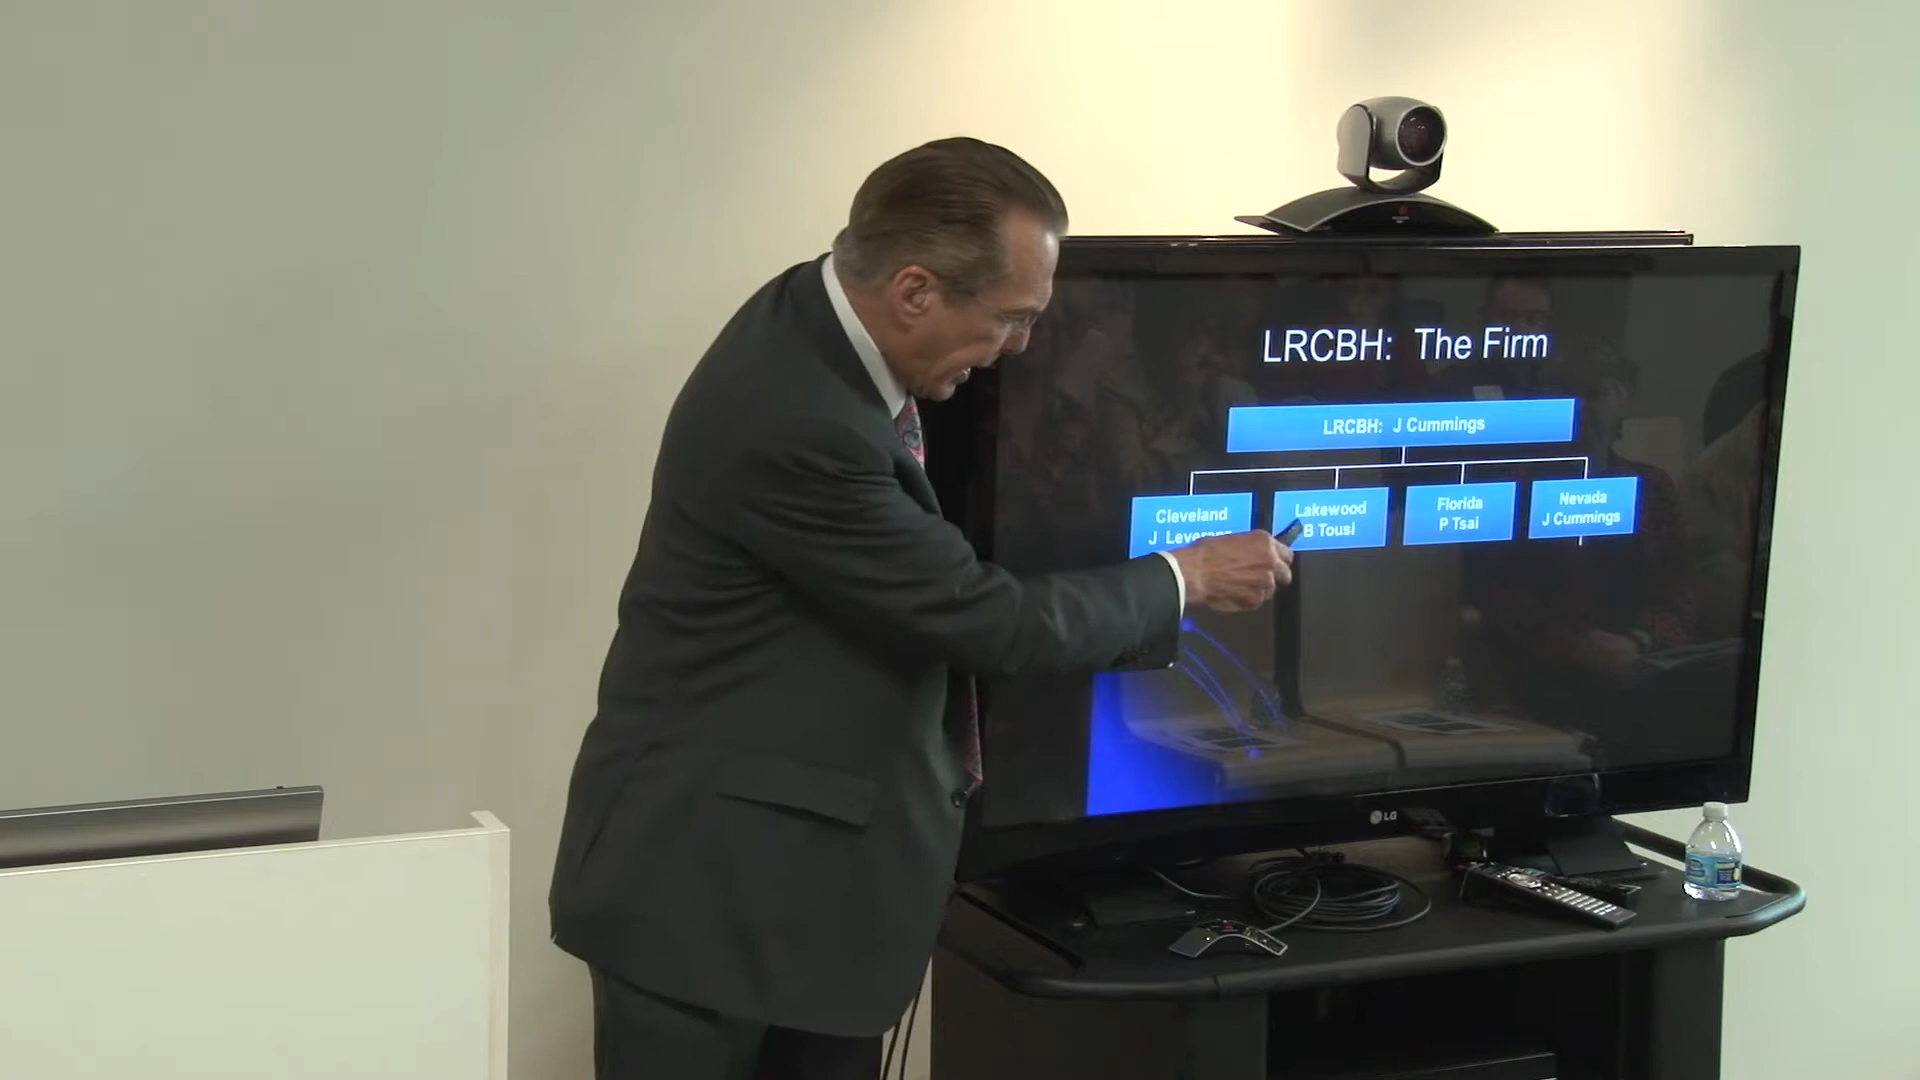 LRCBH: The Firm
LRCBH: J Cummings
Cleveland
J
Lakewood
B Tousi
Florida
P Tsai
Nevada
J Cummings
LG